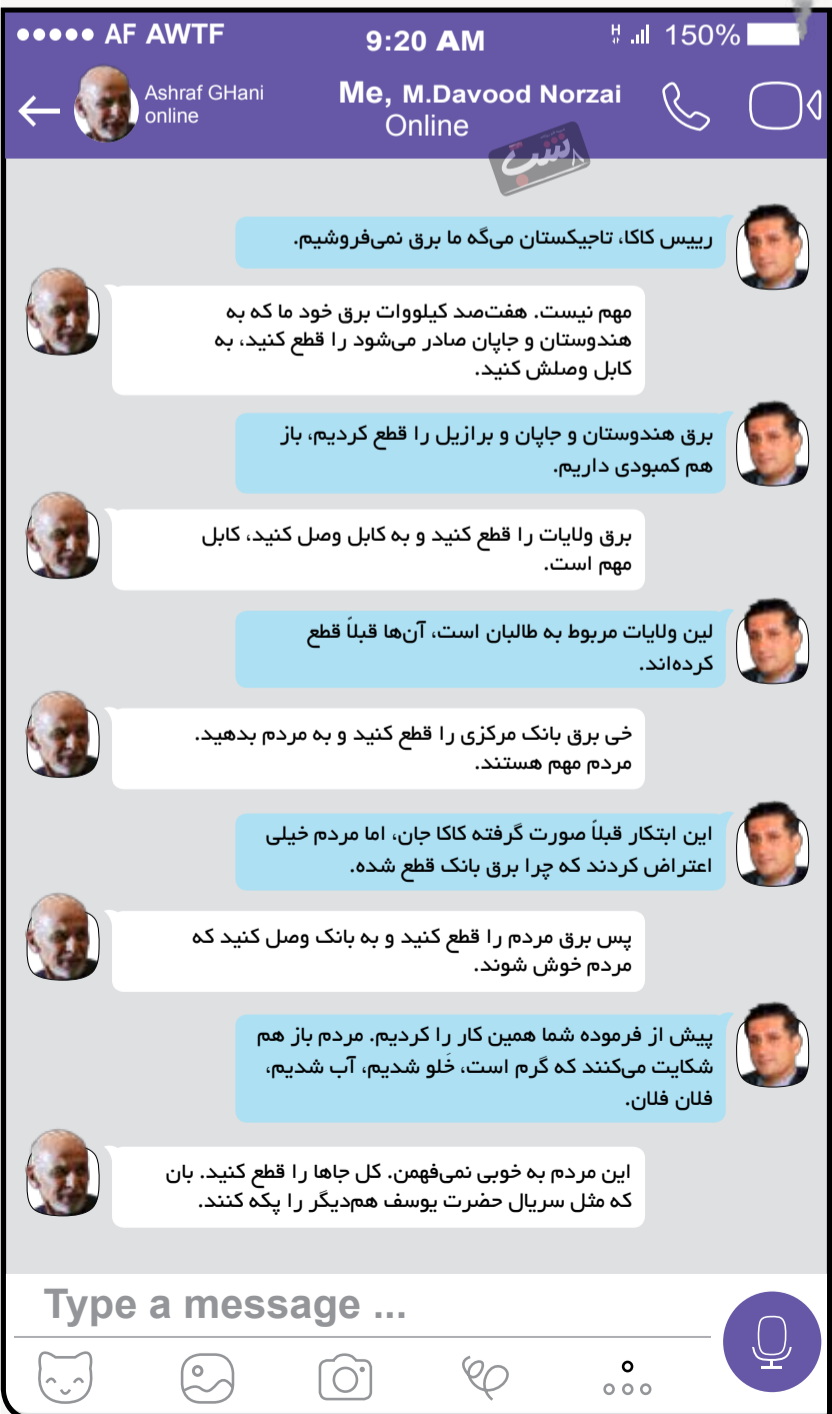 AF AWTF
9:20 AM
H
150%
Ashraf GHani
online
Me, M.Davood Norzai
Online
۸شبح
رییس کاکا، تاجیکستان می‌گه ما برق نمی‌فروشیم.
مهم نیست. هفت‌صد کیلووات برق خود ما که به
هندوستان و جاپان صادر می‌شود را قطع کنید، به
کابل وصلش کنید.
برق هندوستان و جاپان و برازیل را قطع کردیم، باز
هم کمبودی داریم.
برق ولایات را قطع کنید و به کابل وصل کنید، کابل
مهم است.
لین ولایات مربوط به طالبان است، آن‌ها قبلاً قطع
کرده‌اند.
خی برق بانک مرکزی را قطع کنید و به مردم بدهید.
مردم مهم هستند.
این ابتکار قبلاً صورت گرفته کاکا جان، اما مردم خیلی
اعتراض کردند که چرا برق بانک قطع شده.
پس برق مردم را قطع کنید و به بانک وصل کنید که
مردم خوش شوند.
پیش از فرموده شما همین کار را کردیم. مردم باز هم
شکایت می‌کنند که گرم است، خَلو شدیم، آب شدیم،
فلان فلان.
این مردم به خوبی نمی‌فهمن. کل جاها را قطع کنید. بان
که مثل سریال حضرت یوسف هم‌دیگر را پکه کنند.
Type a message ...